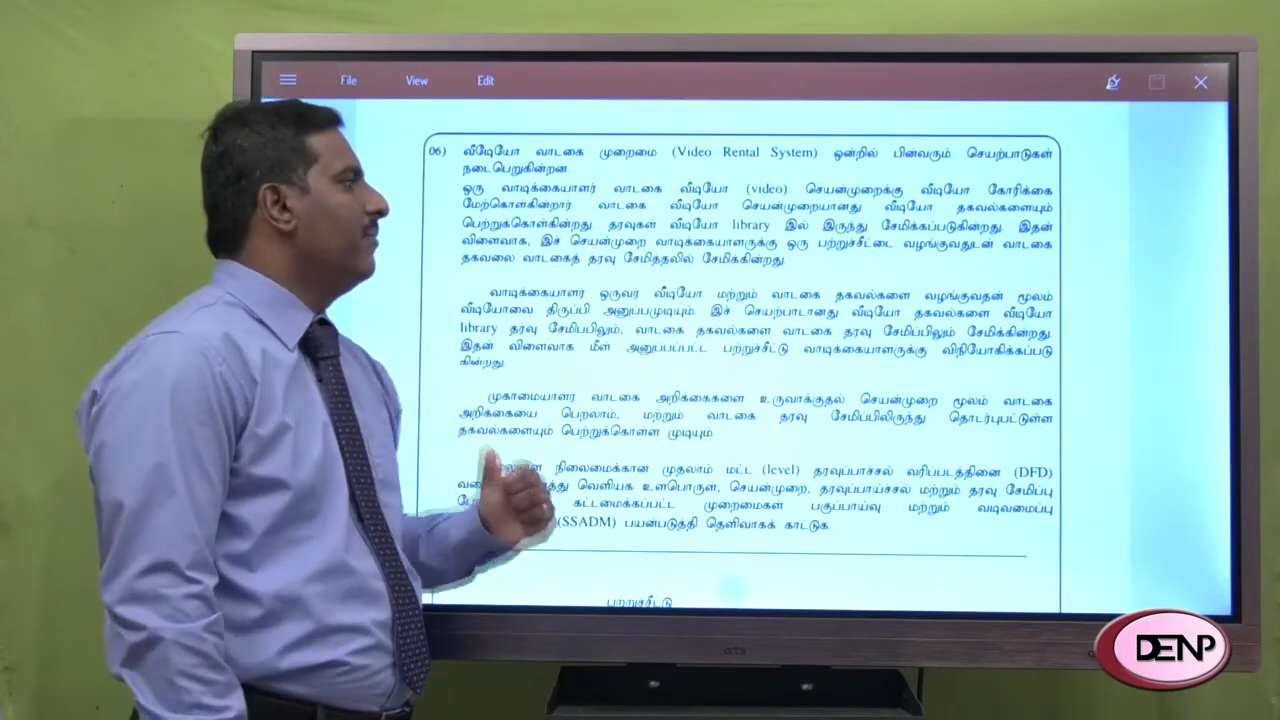 File View Edit
06) வீடியோ வாடகை முறைமை (Video Rental System) ஒன்றில் பின்வரும் செயற்பாடுகள்
நடைபெறுகின்றன
ஒரு வாடிக்கையாளர் வாடகை வீடியோ (video) செயன்முறைக்கு வீடியோ கோரிக்கை
மேற்கொள்கின்றார் வாடகை வீடியோ செயன்முறையானது வீடியோ தகவல்களையும்
பெற்றுக்கொள்கின்றது தரவுகள் வீடியோ library இல் இருந்து சேமிக்கப்படுகின்றது. இதன்
விளைவாக, இச் செயன்முறை வாடிக்கையாளருக்கு ஒரு பற்றுச்சீட்டை வழங்குவதுடன் வாடகை
தகவலை வாடகைத் தரவு சேமித்தலில் சேமிக்கின்றது.
வாடிக்கையாளர் ஒருவர் வீடியோ மற்றும் வாடகை தகவல்களை வழங்குவதன் மூலம்
வீடியோவை திருப்பி அனுப்பமுடியும். இச் செயற்பாடானது வீடியோ தகவல்களை வீடியோ
library தரவு சேமிப்பிலும், வாடகை தகவல்களை வாடகை தரவு சேமிப்பிலும் சேமிக்கின்றது.
இதன் விளைவாக மீள் அனுப்பப்பட்ட பற்றுச்சீட்டு வாடிக்கையாளருக்கு விநியோகிக்கப்படு
கின்றது.
முகாமையாளர் வாடகை அறிக்கைகளை உருவாக்குதல் செயன்முறை மூலம் வாடகை
அறிக்கையை பெறலாம், மற்றும் வாடகை தரவு சேமிப்பிலிருந்து தொடர்புபட்டுள்ள
தகவல்களையும் பெற்றுக்கொள்ள முடியும்
நிலைமைக்கான முதலாம் மட்ட (level) தரவுப்பாச்சல் வரிப்படத்தினை (DFD)
வெளியக உள்பொருள், செயன்முறை, தரவுப்பாய்ச்சல் மற்றும் தரவு சேமிப்பு
கட்டமைக்கப்பட்ட முறைமைகள் பகுப்பாய்வு மற்றும் வடிவமைப்பு
(SSADM) பயன்படுத்தி தெளிவாகக் காட்டுக
பற்றுச்சீட்டு
DENP